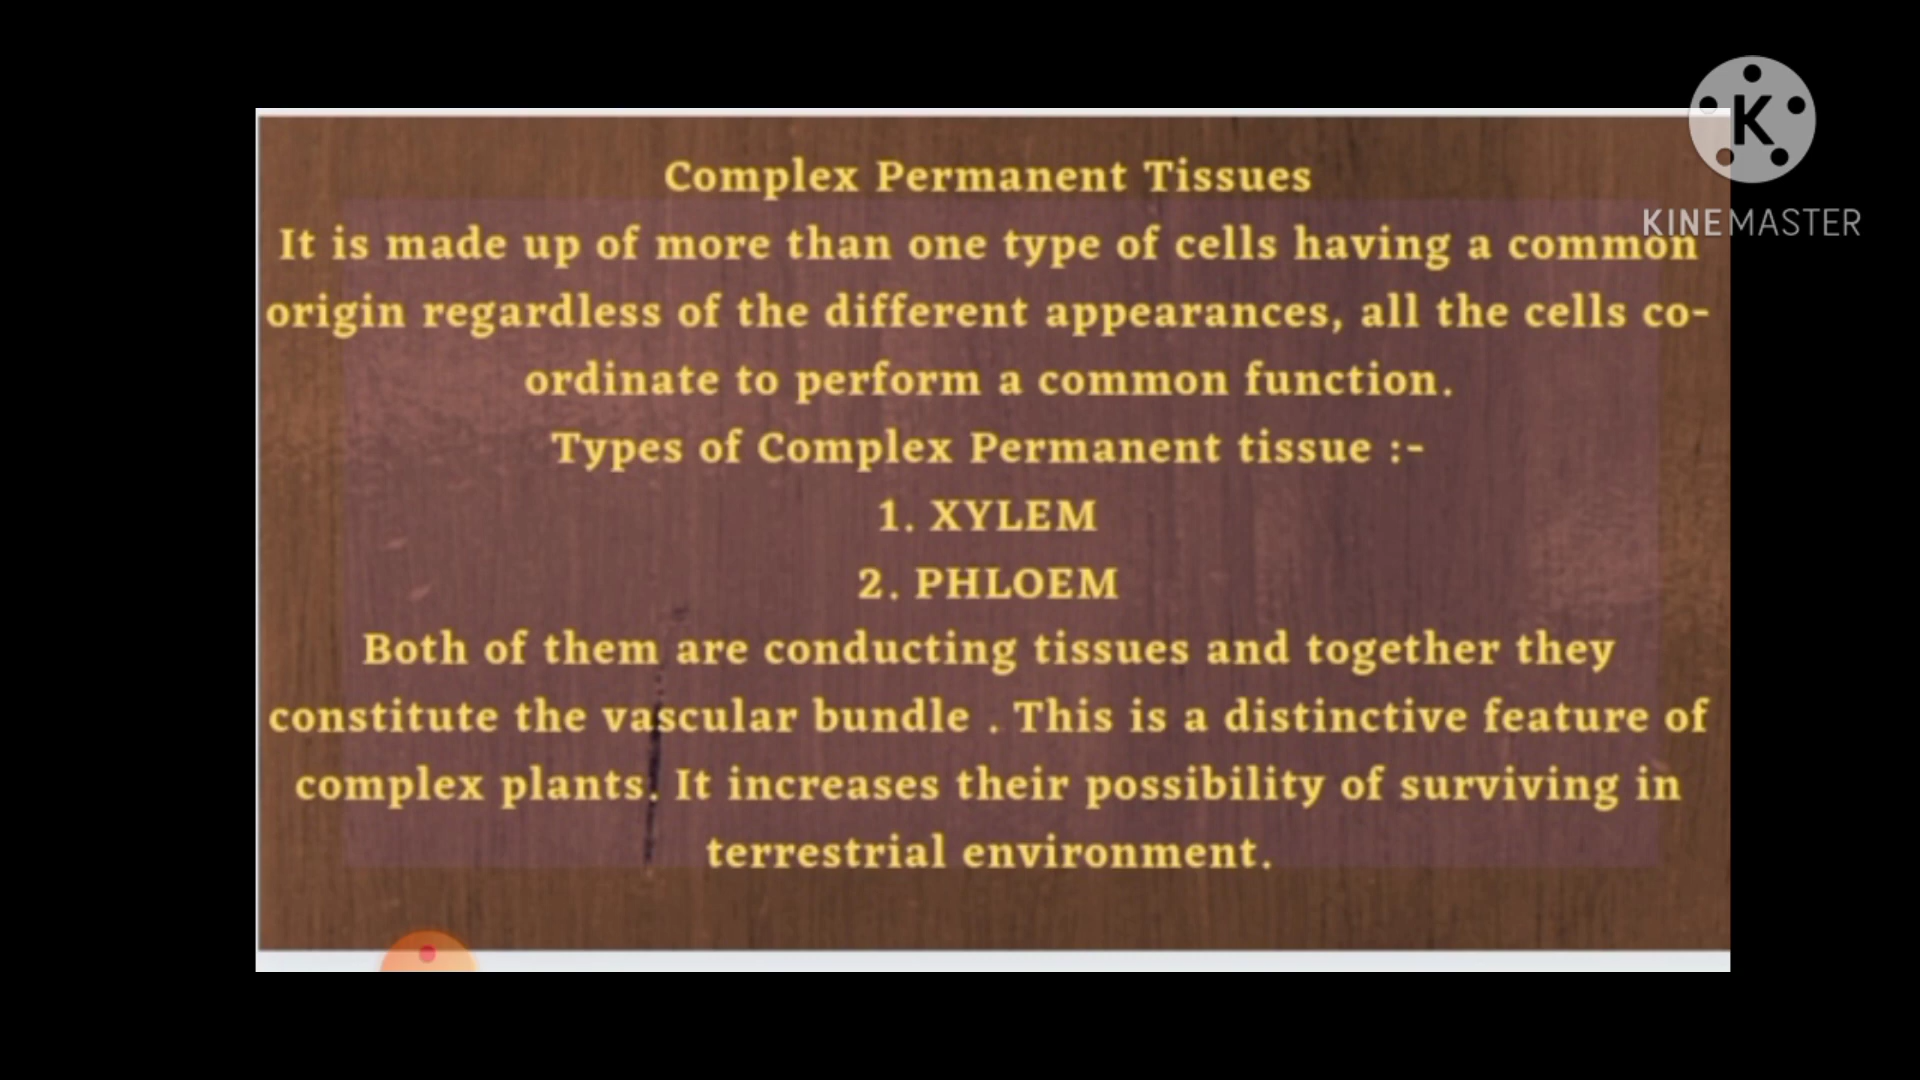 Complex Permanent Tissues
It is made up of more than one type of cells having a common
origin regardless of the different appearances, all the cells co-
ordinate to perform a common function.
Types of Complex Permanent tissue :-
1. XYLEM
2. PHLOEM
Both of them are conducting tissues and together they
constitute the vascular bundle . This is a distinctive feature of
complex plants. It increases their possibility of surviving in
terrestrial environment.
K
KINEMASTER